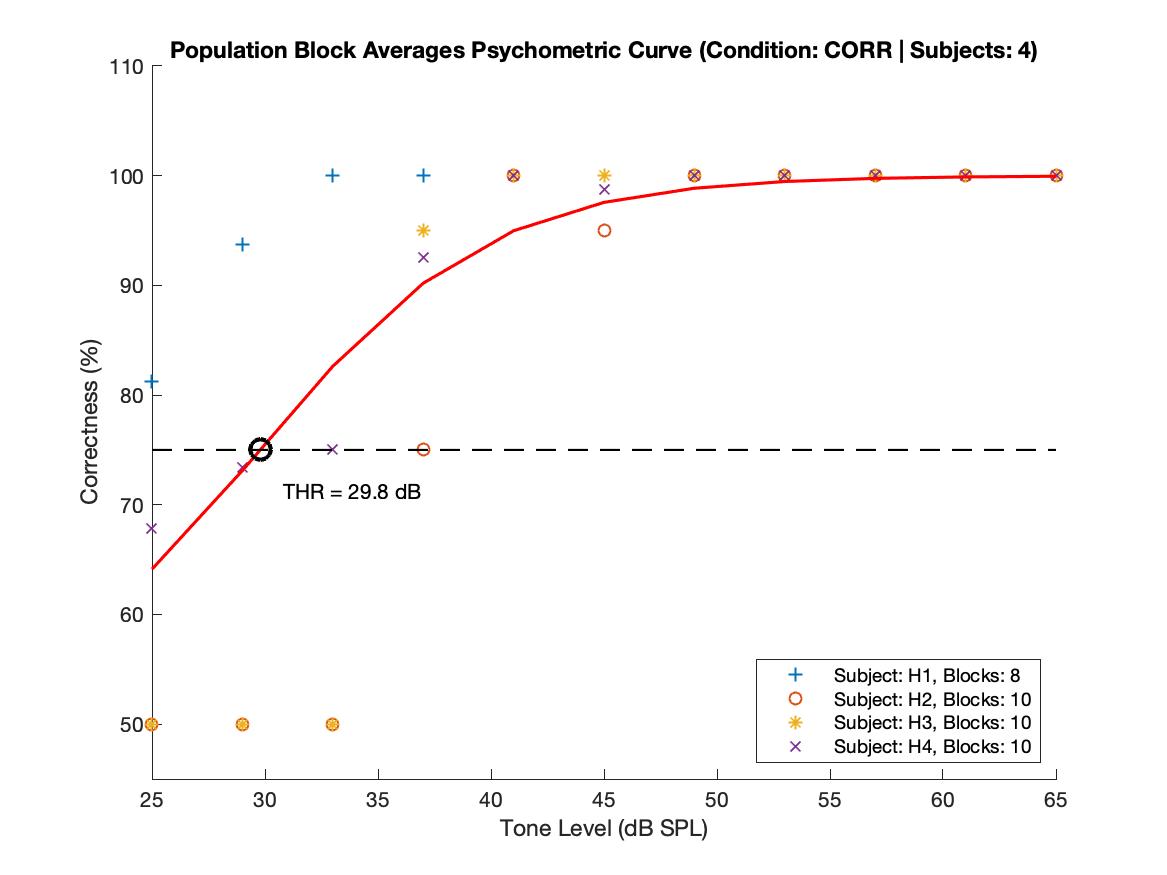 Population Block Averages Psychometric Curve (Condition: CORR | Subjects: 4)
110
100
90
80
70
60
50
Correctness (%)
THR = 29.8 dB
Subject: H1, Blocks: 8
Subject: H2, Blocks: 10
Subject: H3, Blocks: 10
Subject: H4, Blocks: 10
25 30 35 40 45 50 55 60 65
Tone Level (dB SPL)